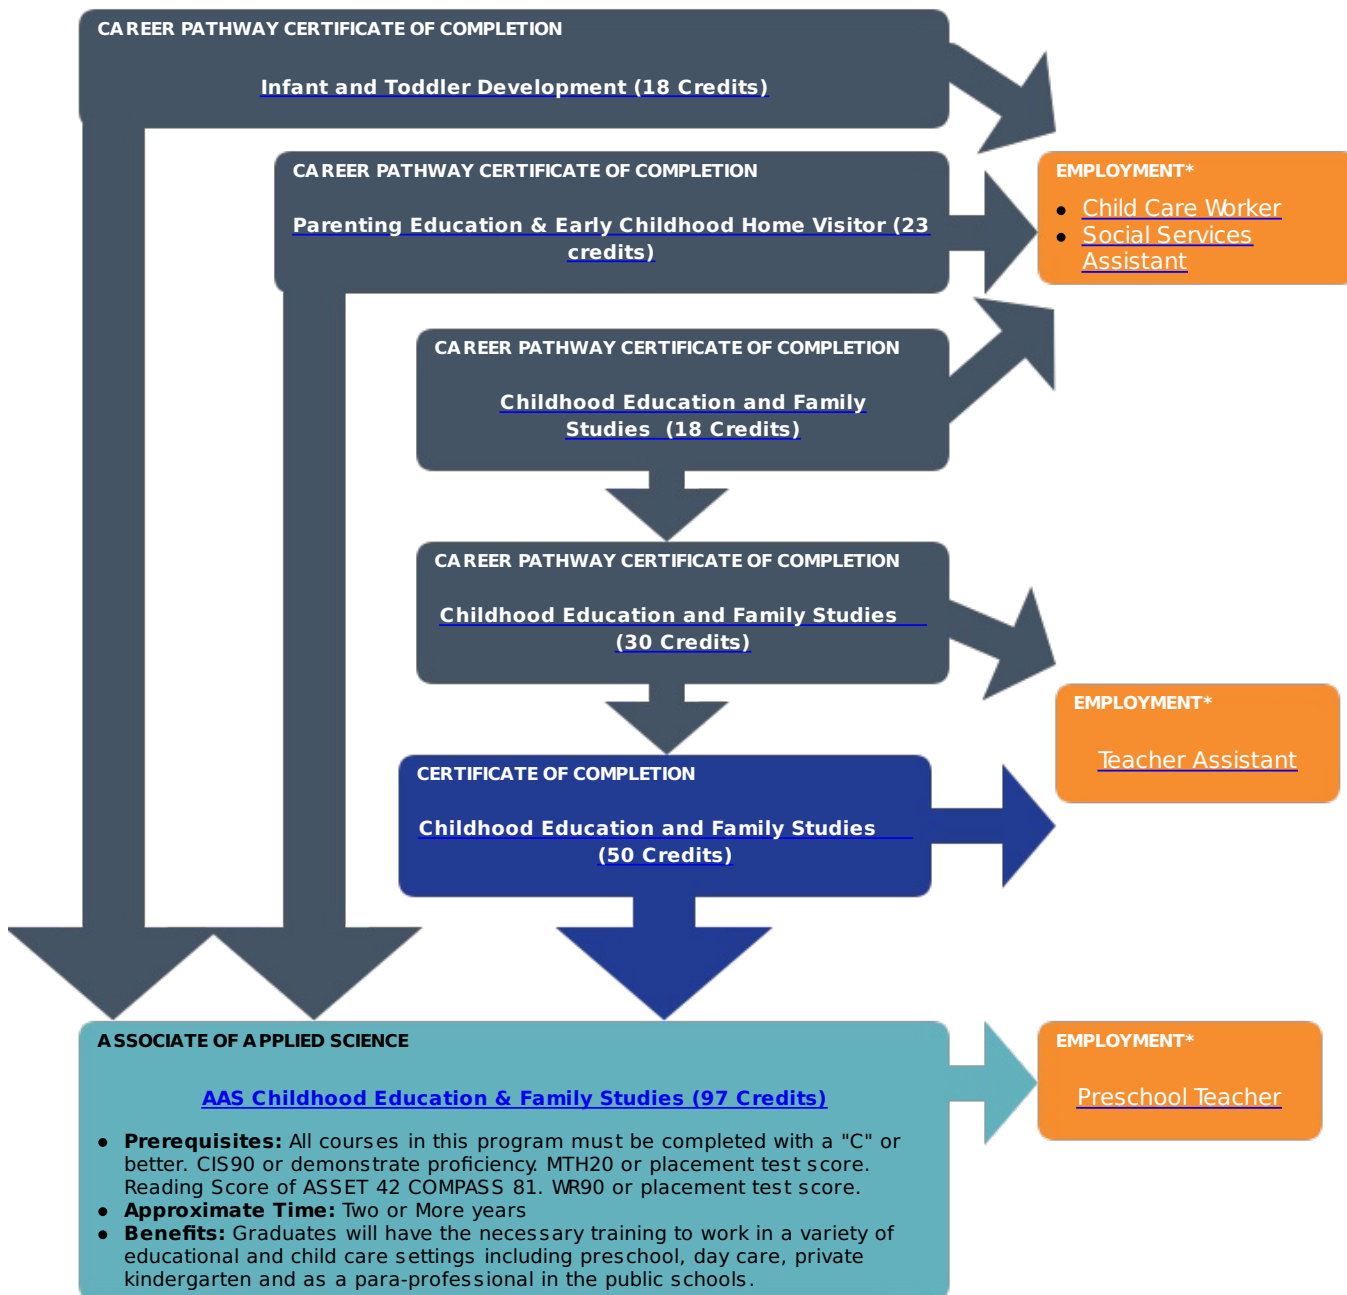 CAREER PATHWAY CERTIFICATE OF COMPLETION
Infant and Toddler Development (18 Credits)
CAREER PATHWAY CERTIFICATE OF COMPLETION
Parenting Education & Early Childhood Home Visitor (23
credits)
EMPLOYMENT*
• Child Care Worker
• Social Services
Assistant
CAREER PATHWAY CERTIFICATE OF COMPLETION
Childhood Education and Family
Studies (18 Credits)
CAREER PATHWAY CERTIFICATE OF COMPLETION
Childhood Education and Family Studies
(30 Credits)
EMPLOYMENT*
Teacher Assistant
CERTIFICATE OF COMPLETION
Childhood Education and Family Studies
(50 Credits)
ASSOCIATE OF APPLIED SCIENCE
AAS Childhood Education & Family Studies (97 Credits)
• Prerequisites: All courses in this program must be completed with a "C" or
better. CIS90 or demonstrate proficiency. MTH20 or placement test score.
Reading Score of ASSET 42 COMPASS 81. WR90 or placement test score.
• Approximate Time: Two or More years
• Benefits: Graduates will have the necessary training to work in a variety of
educational and child care settings including preschool, day care, private
kindergarten and as a para-professional in the public schools.
EMPLOYMENT*
Preschool Teacher